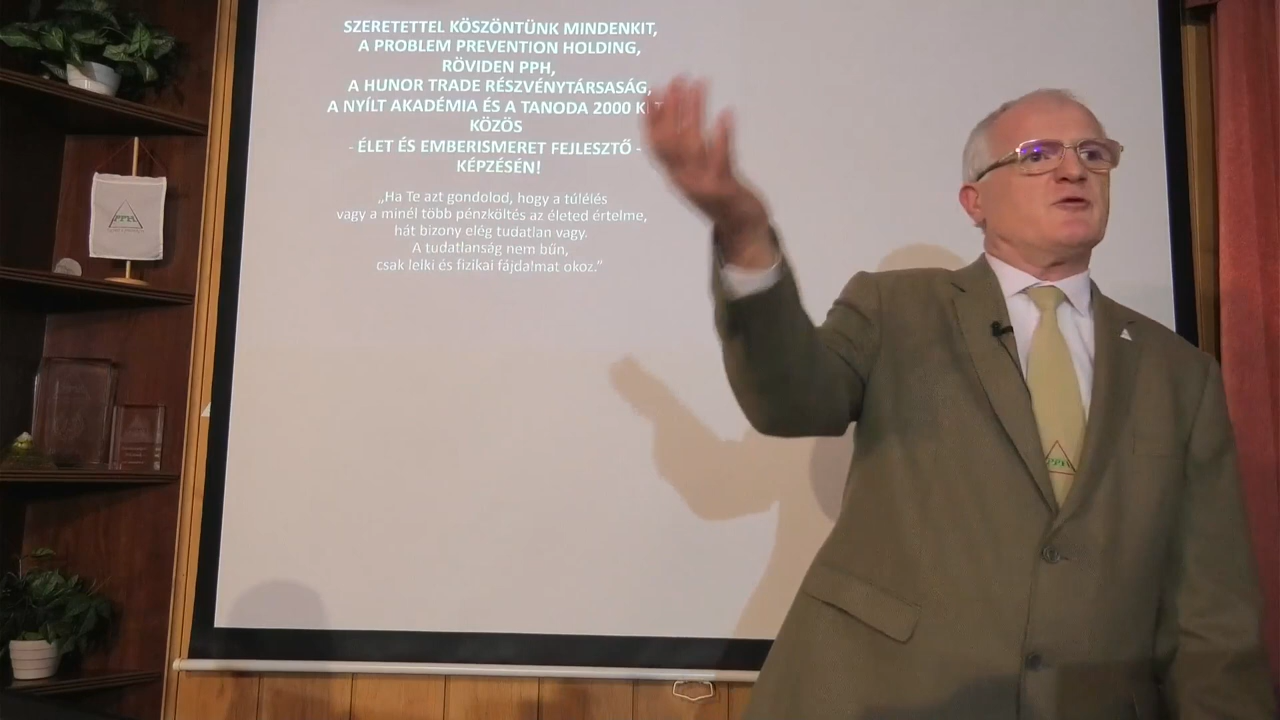 SZERETETTEL KÖSZÖNTÜNK MINDENKIT,
A PROBLEM PREVENTION HOLDING,
RÖVIDEN PPH,
A HUNOR TRADE RÉSZVÉNYTÁRSASÁG,
A NYÍLT AKADÉMIA ÉS A TANODA 2000
KÖZÖS
- ÉLET ÉS EMBERISMERET FEJLESZTŐ -
KÉPZÉSÉN!
„Ha Te azt gondolod, hogy a túlélés
vagy a minél több pénzköltés az életed értelme,
hát bizony elég tudatlan vagy.
A tudatlanság nem bűn,
csak lelki és fizikai fájdalmat okoz.“